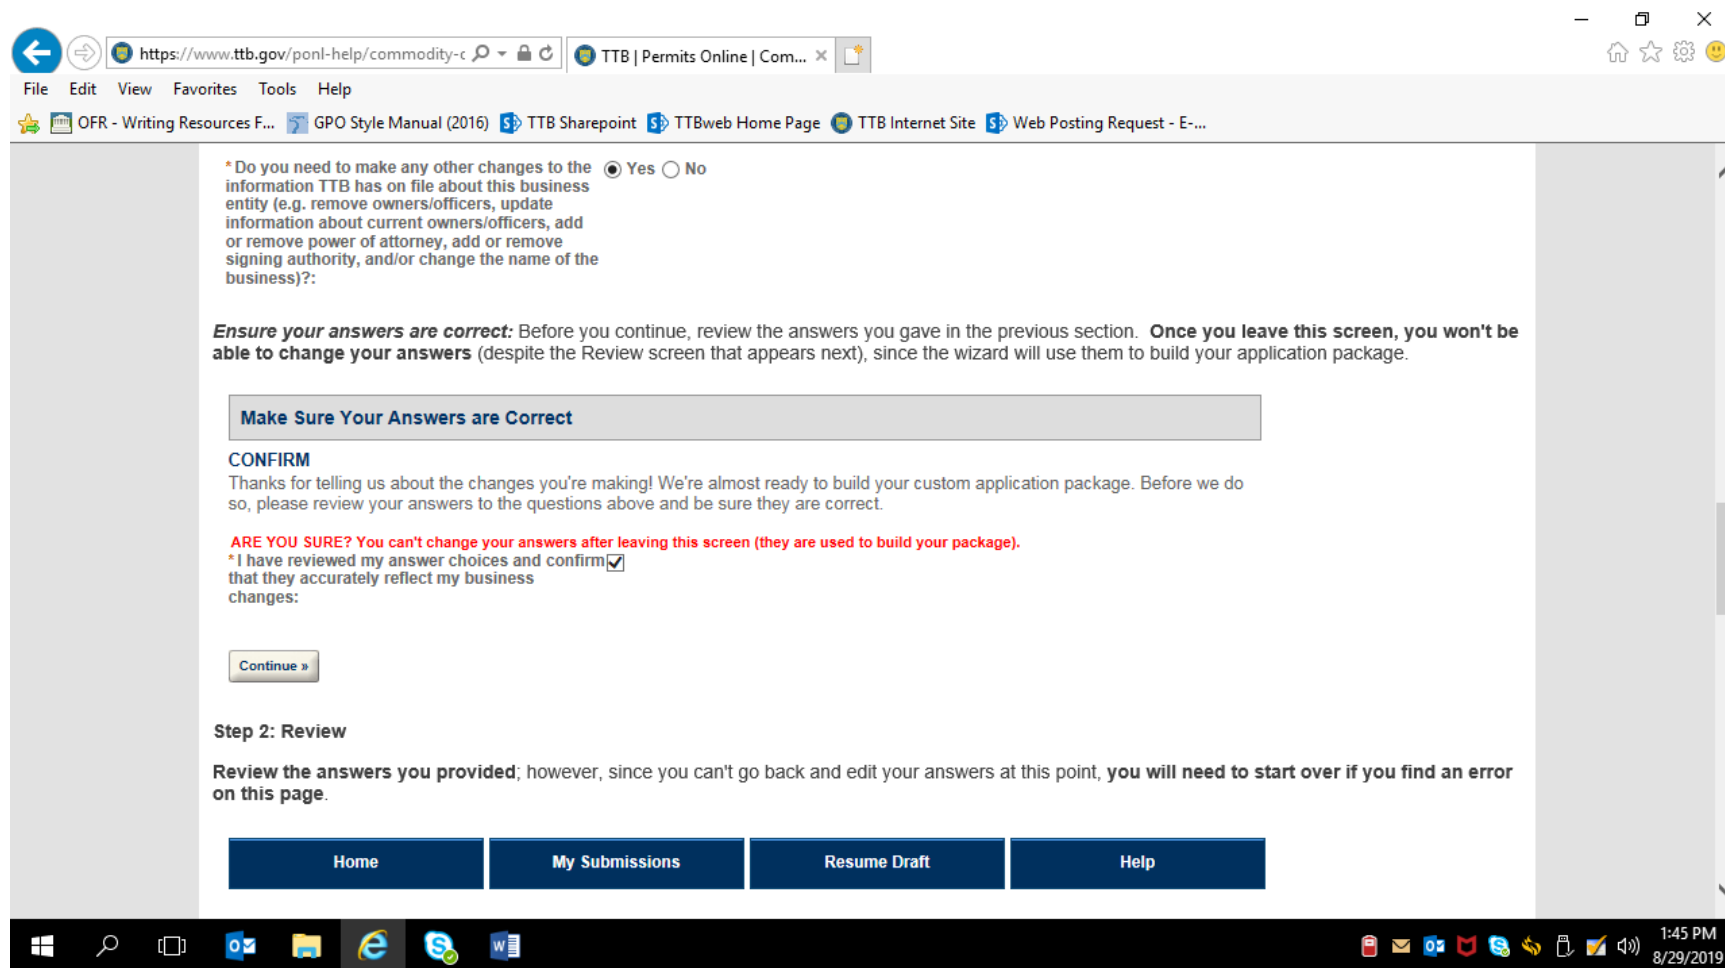 https://www.ttb.gov/ponl-help/commodity-c
TTB | Permits Online | Com...
File Edit View Favorites Tools Help
OFR - Writing Resources F... GPO Style Manual (2016) TTB Sharepoint TTBweb Home Page TTB Internet Site Web Posting Request - E-...
* Do you need to make any other changes to the Yes No
information TTB has on file about this business
entity (e.g. remove owners/officers, update
information about current owners/officers, add
or remove power of attorney, add or remove
signing authority, and/or change the name of the
business)?:
Ensure your answers are correct: Before you continue, review the answers you gave in the previous section. Once you leave this screen, you won't be
able to change your answers (despite the Review screen that appears next), since the wizard will use them to build your application package.
Make Sure Your Answers are Correct
CONFIRM
Thanks for telling us about the changes you're making! We're almost ready to build your custom application package. Before we do
so, please review your answers to the questions above and be sure they are correct.
ARE YOU SURE? You can't change your answers after leaving this screen (they are used to build your package).
* I have reviewed my answer choices and confirm
that they accurately reflect my business
changes:
Continue »
Step 2: Review
Review the answers you provided; however, since you can't go back and edit your answers at this point, you will need to start over if you find an error
on this page.
Home My Submissions Resume Draft Help
1:45 PM
8/29/2019